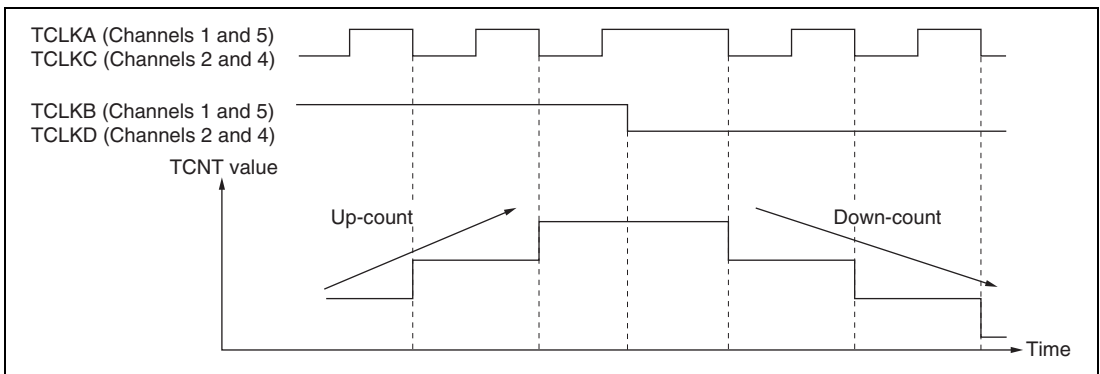 TCLKA (Channels 1 and 5)
TCLKC (Channels 2 and 4)
TCLKB (Channels 1 and 5)
TCLKD (Channels 2 and 4)
TCNT value
Up-count
Down-count
Time